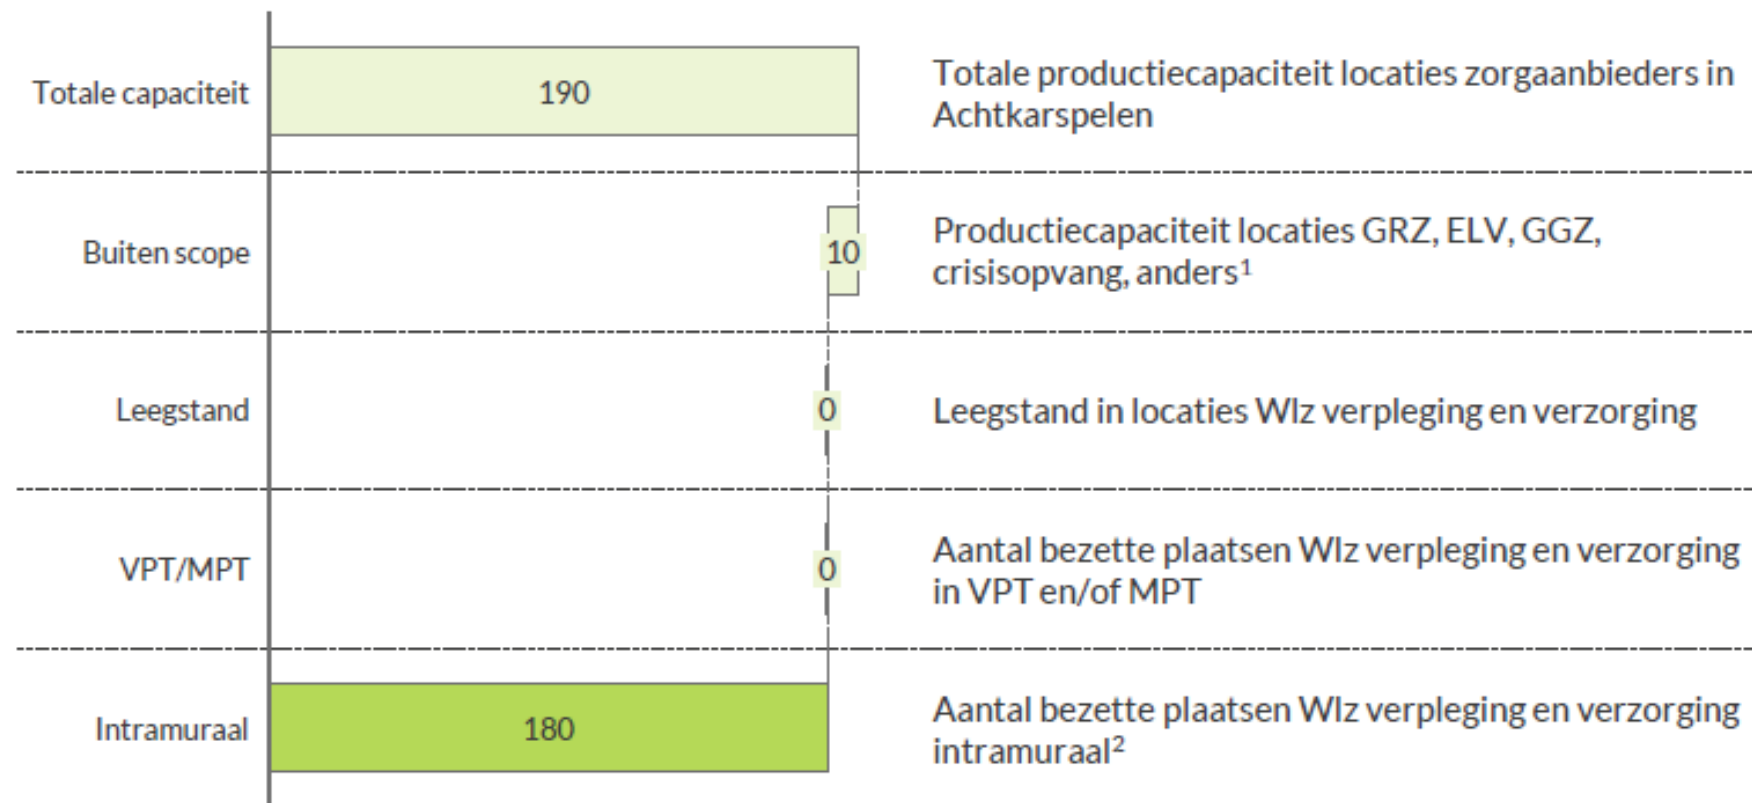 Totale capaciteit
190
Totale productiecapaciteit locaties zorgaanbieders in
Achtkarspelen
Buiten scope
10
Productiecapaciteit locaties GRZ, ELV, GGZ,
crisisopvang, anders¹
Leegstand
0
Leegstand in locaties Wlz verpleging en verzorging
VPT/MPT
0
Aantal bezette plaatsen Wlz verpleging en verzorging
in VPT en/of MPT
Intramuraal
180
Aantal bezette plaatsen Wlz verpleging en verzorging
intramuraal²